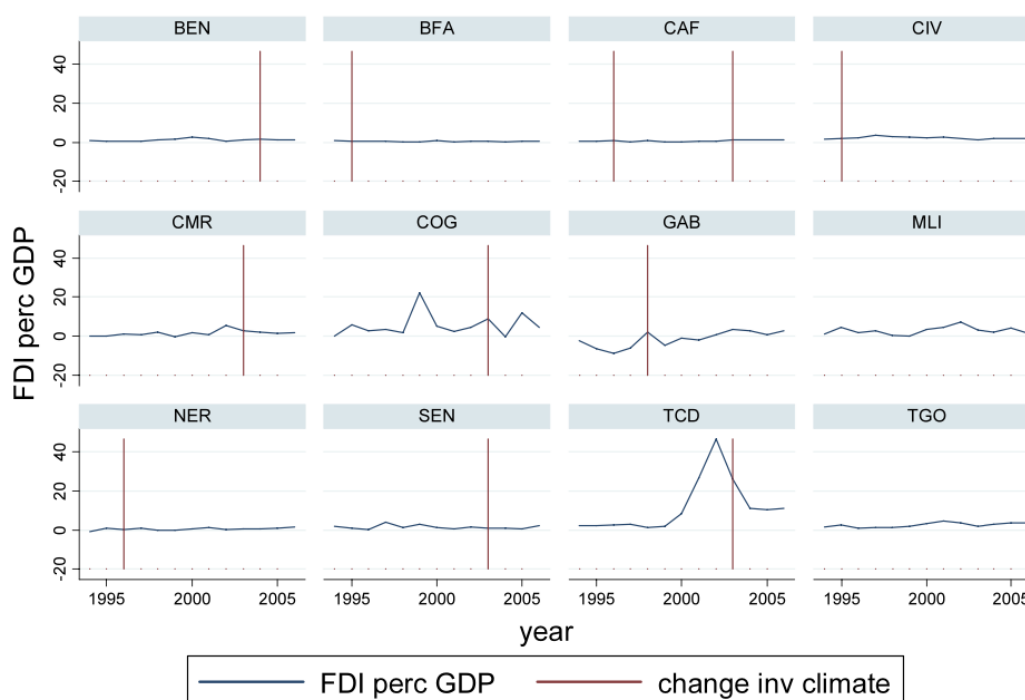 BEN BFA CAF CIV
40
20
0
-20
CMR COG GAB MLI
40
20
0
-20
NER SEN TCD TGO
40
20
0
-20
FDI perc GDP
1995 2000 2005 1995 2000 2005 1995 2000 2005 1995 2000 2005
year
FDI perc GDP change inv climate